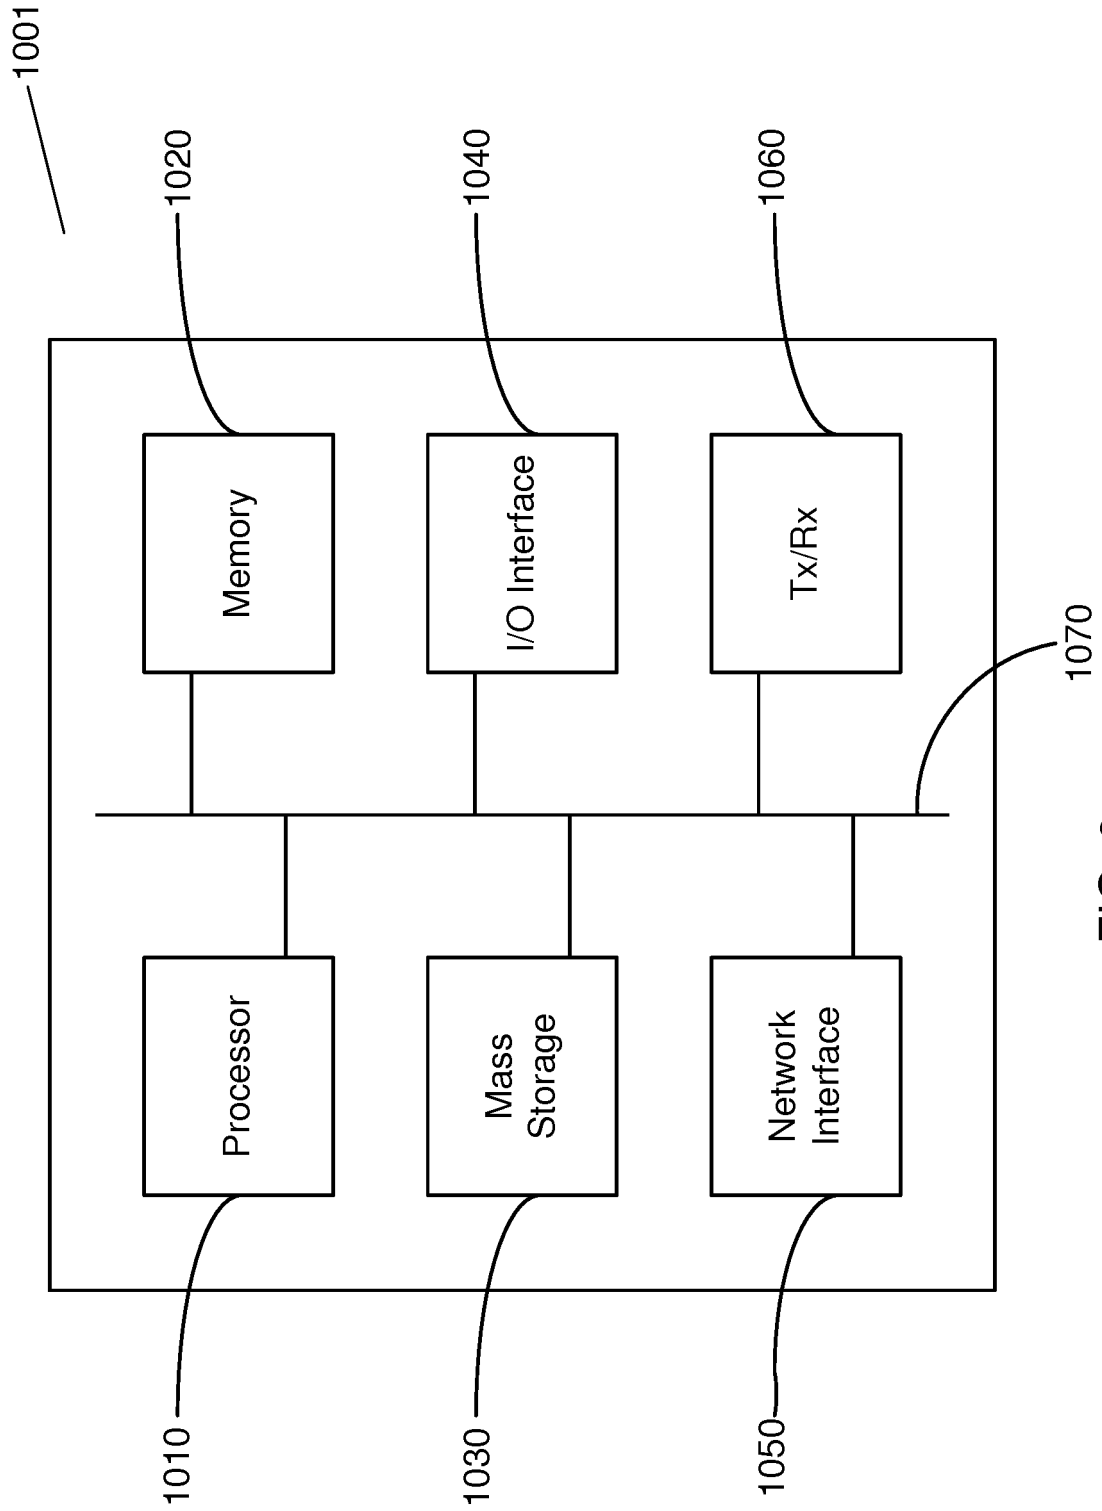 1001
1020
1040
1060
Memory
I/O Interface
Tx/Rx
1070
Processor
Mass
Storage
Network
Interface
1010
1030
1050